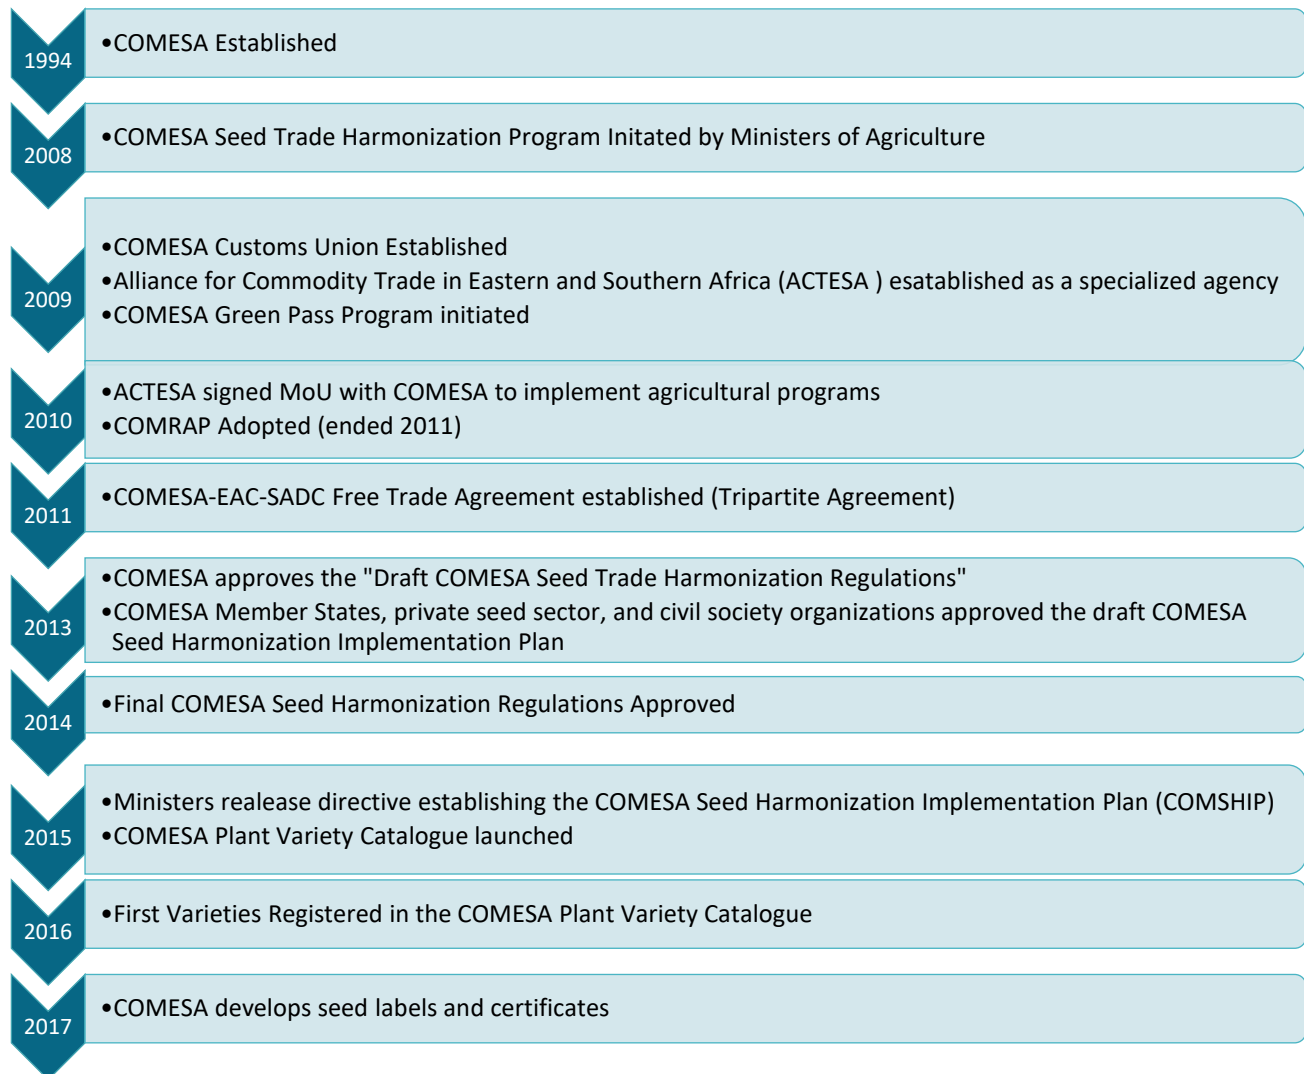 1994
•COMESA Established
2008
•COMESA Seed Trade Harmonization Program Initated by Ministers of Agriculture
2009
•COMESA Customs Union Established
•Alliance for Commodity Trade in Eastern and Southern Africa (ACTESA ) esatablished as a specialized agency
•COMESA Green Pass Program initiated
2010
•ACTESA signed MoU with COMESA to implement agricultural programs
•COMRAP Adopted (ended 2011)
2011
•COMESA-EAC-SADC Free Trade Agreement established (Tripartite Agreement)
2013
•COMESA approves the "Draft COMESA Seed Trade Harmonization Regulations"
•COMESA Member States, private seed sector, and civil society organizations approved the draft COMESA
Seed Harmonization Implementation Plan
2014
•Final COMESA Seed Harmonization Regulations Approved
2015
•Ministers realease directive establishing the COMESA Seed Harmonization Implementation Plan (COMSHIP)
•COMESA Plant Variety Catalogue launched
2016
•First Varieties Registered in the COMESA Plant Variety Catalogue
2017
•COMESA develops seed labels and certificates